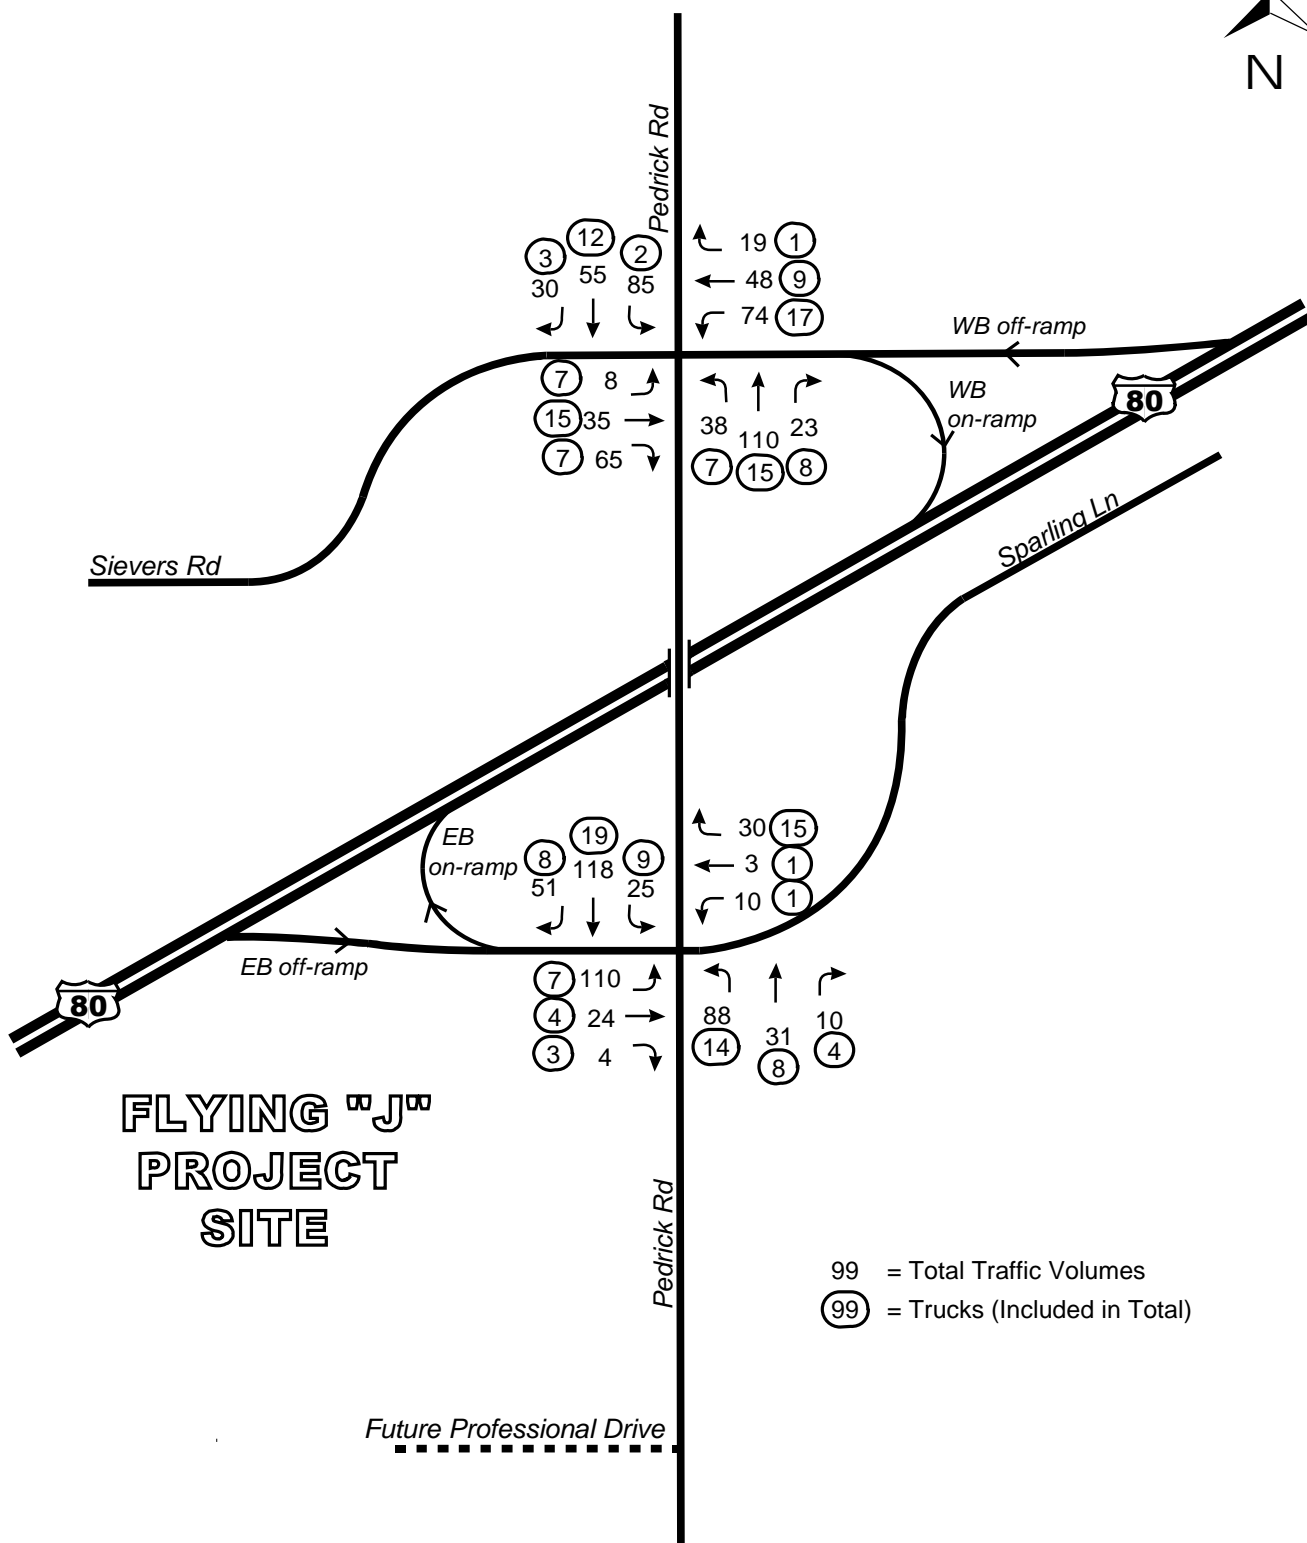 N
Pedrick Rd
12
3
2
55
30
85
19 1
48 9
74 17
WB off-ramp
7 8
15 35
7 65
38 110 23
7 15 8
WB
on-ramp
80
Sparling Ln
Sievers Rd
EB
on-ramp
19
8
9
118
51
25
30 15
3 1
10 1
EB off-ramp
80
7 110
4 24
3 4
88 31 10
14 8 4
FLYING "J"
PROJECT
SITE
Pedrick Rd
99 = Total Traffic Volumes
99 = Trucks (Included in Total)
Future Professional Drive